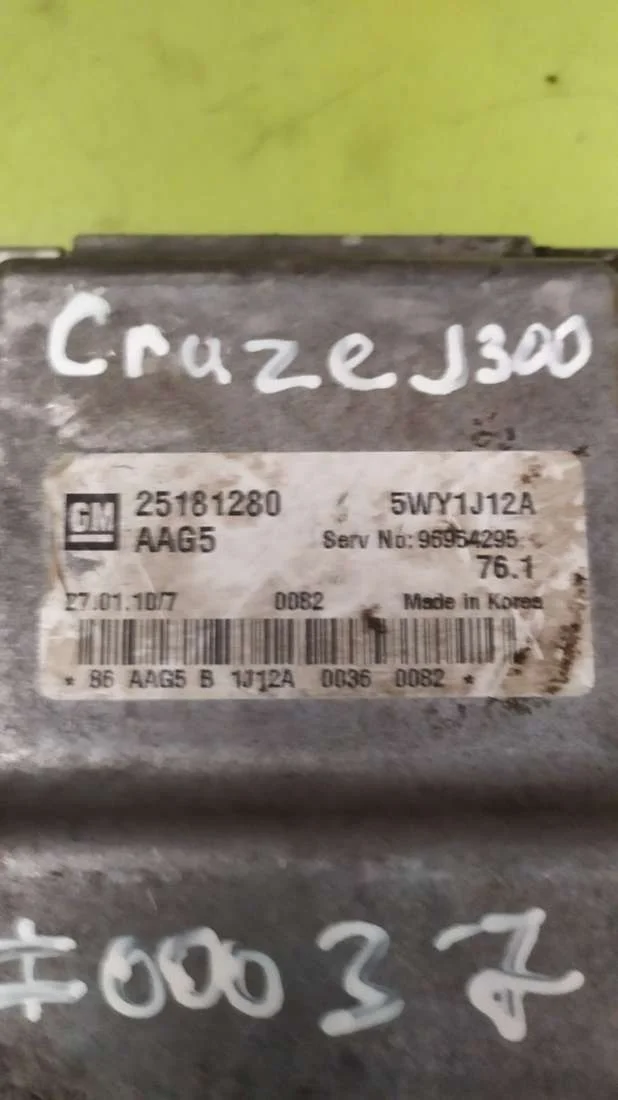 Cruze J300
GM 25181280 5WY1J12A
AAG5 Serv No: 96954295
76.1
27.01.10/7 0082 Made in Korea
* 86 AAG5 B 1J12A 0036 0082 *
#00037